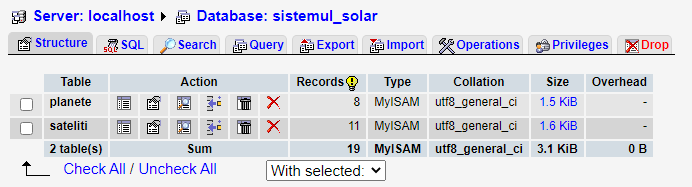 Server: localhost Database: sistemul_solar
Structure SQL Search Query Export Import Operations Privileges Drop
Table Action Records Type Collation Size Overhead
planete 8 MyISAM utf8_general_ci 1.5 KiB -
sateliti 11 MyISAM utf8_general_ci 1.6 KiB -
2 table(s) Sum 19 MyISAM utf8_general_ci 3.1 KiB 0 B
Check All / Uncheck All With selected: